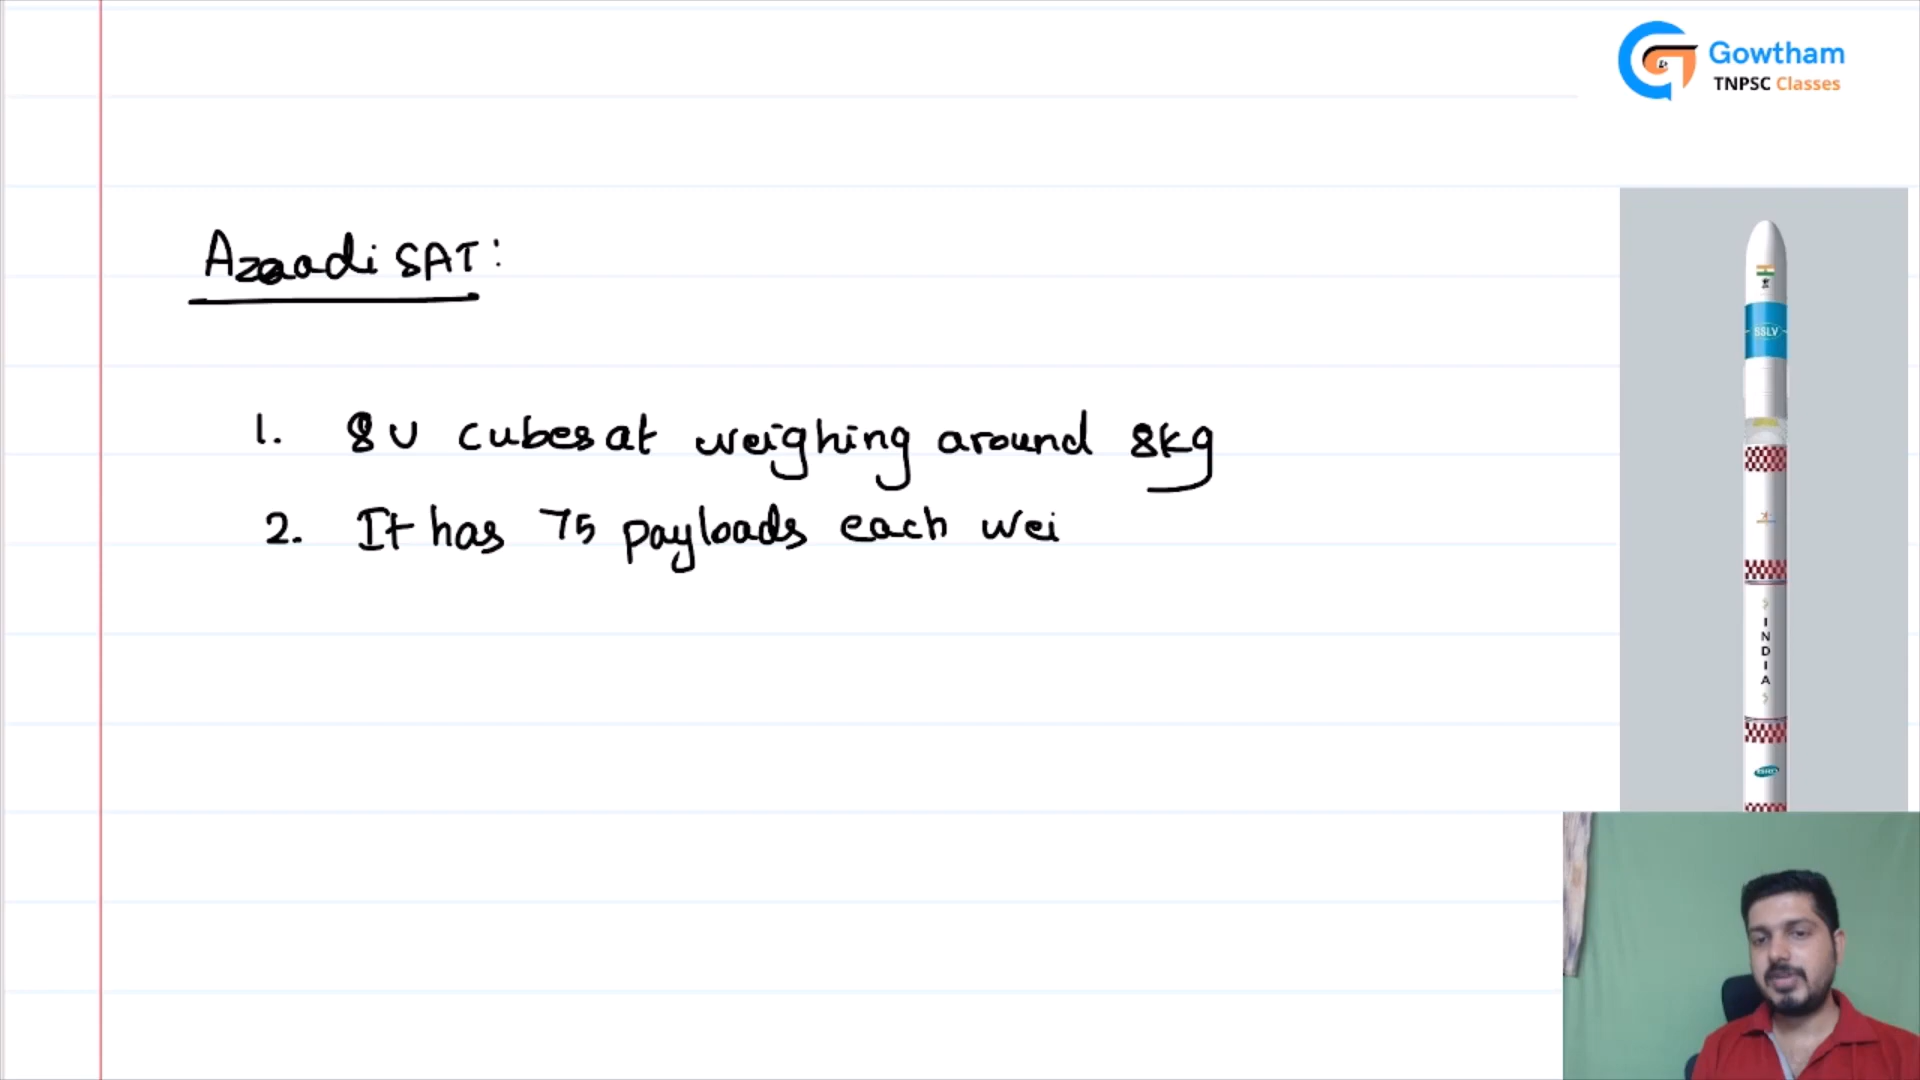 Gowtham
TNPSC Classes
Azaadi SAT:
1. 8U cubesat weighing around 8kg
2. It has 75 payloads each wei
SSLV
INDIA